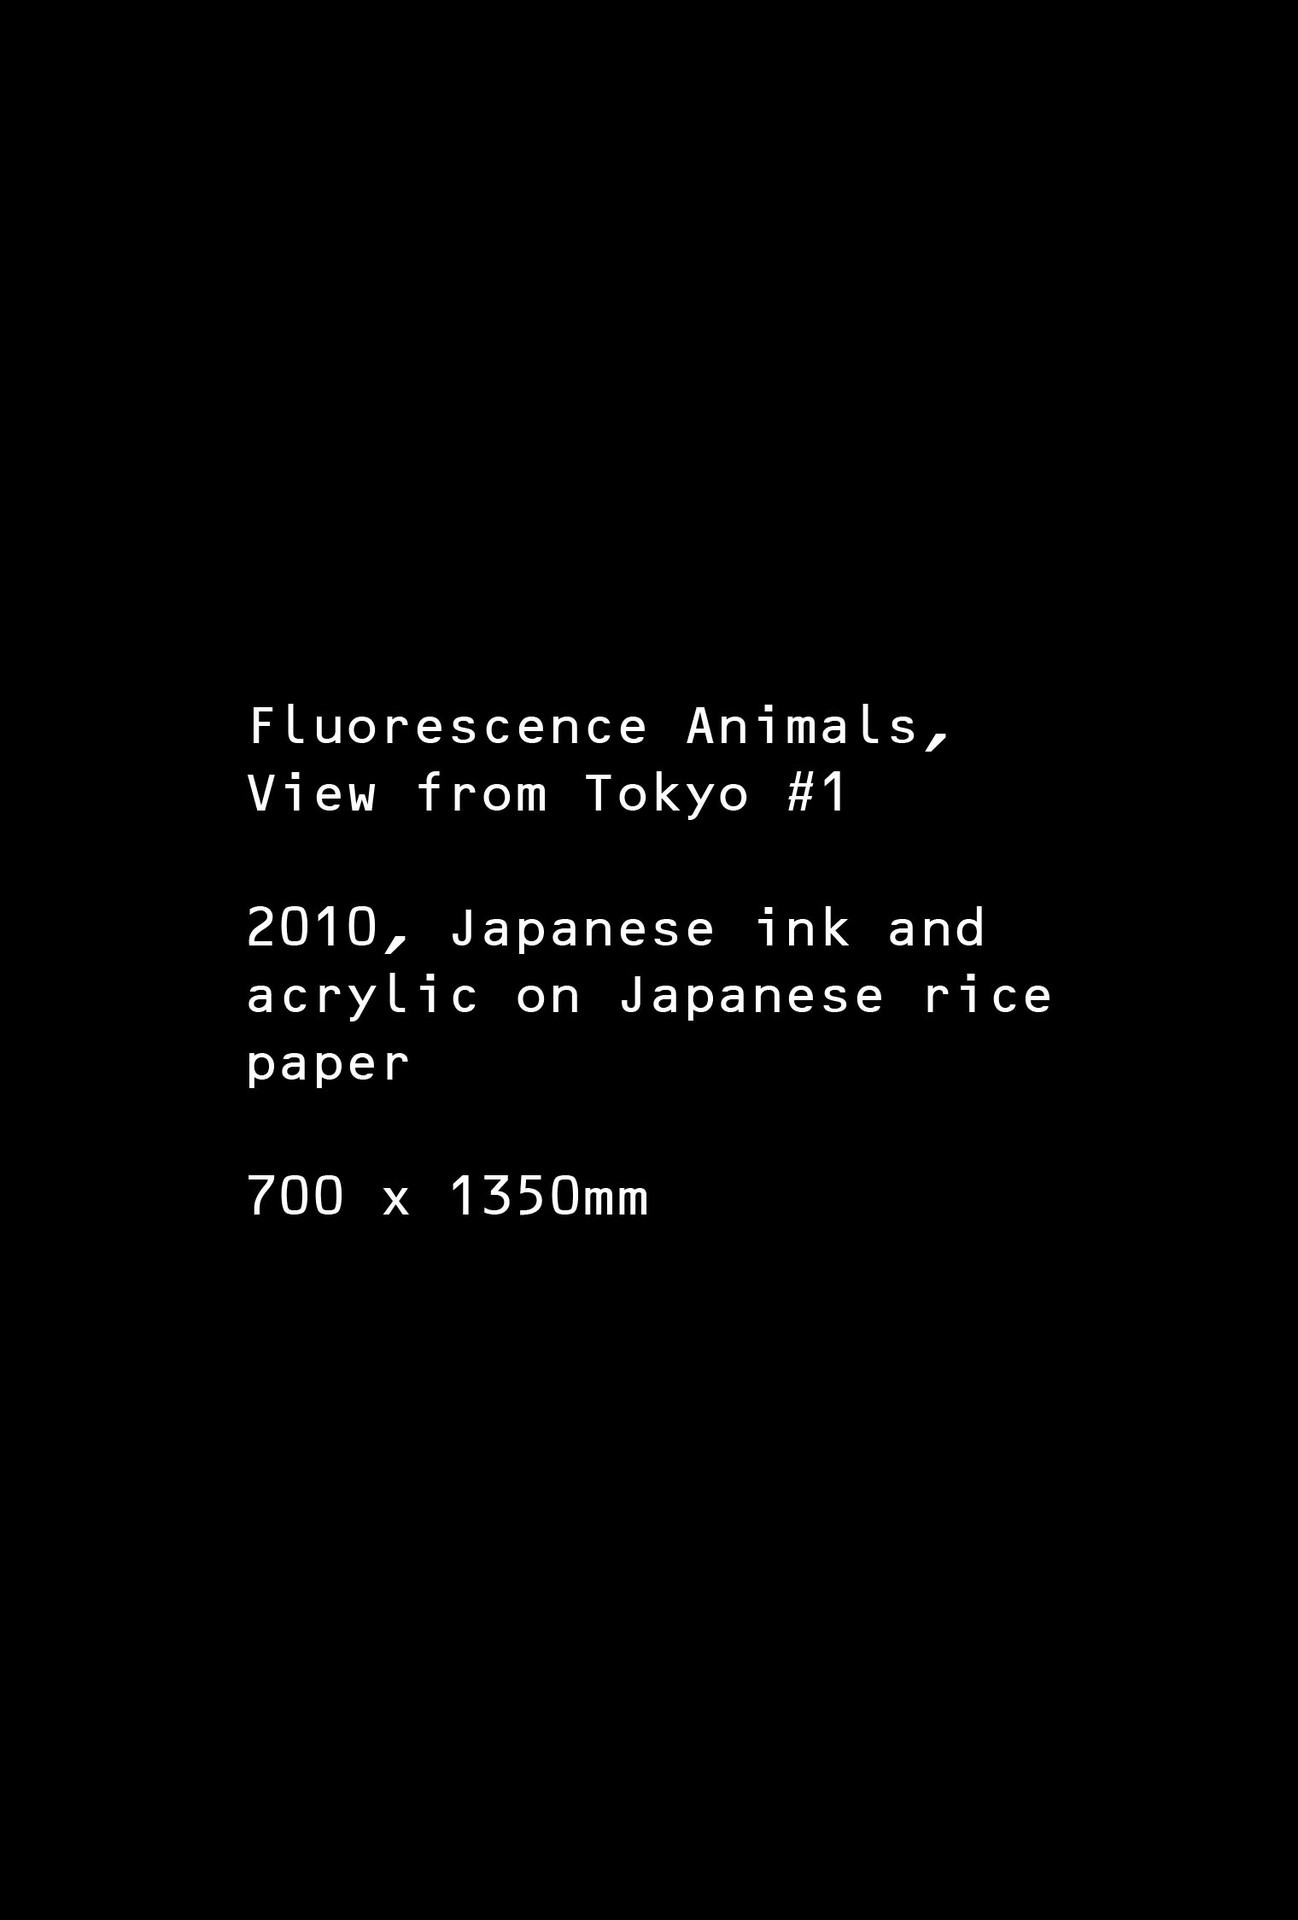 Fluorescence Animals,
View from Tokyo #1
2010, Japanese ink and
acrylic on Japanese rice
paper
700 x 1350mm